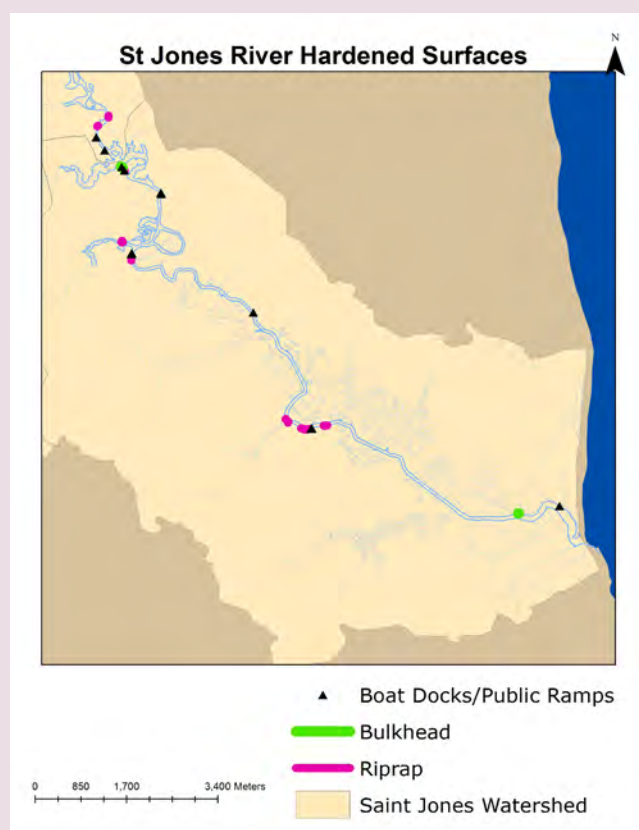 St Jones River Hardened Surfaces
N
Boat Docks/Public Ramps
Bulkhead
Riprap
Saint Jones Watershed
0 850 1,700 3,400 Meters